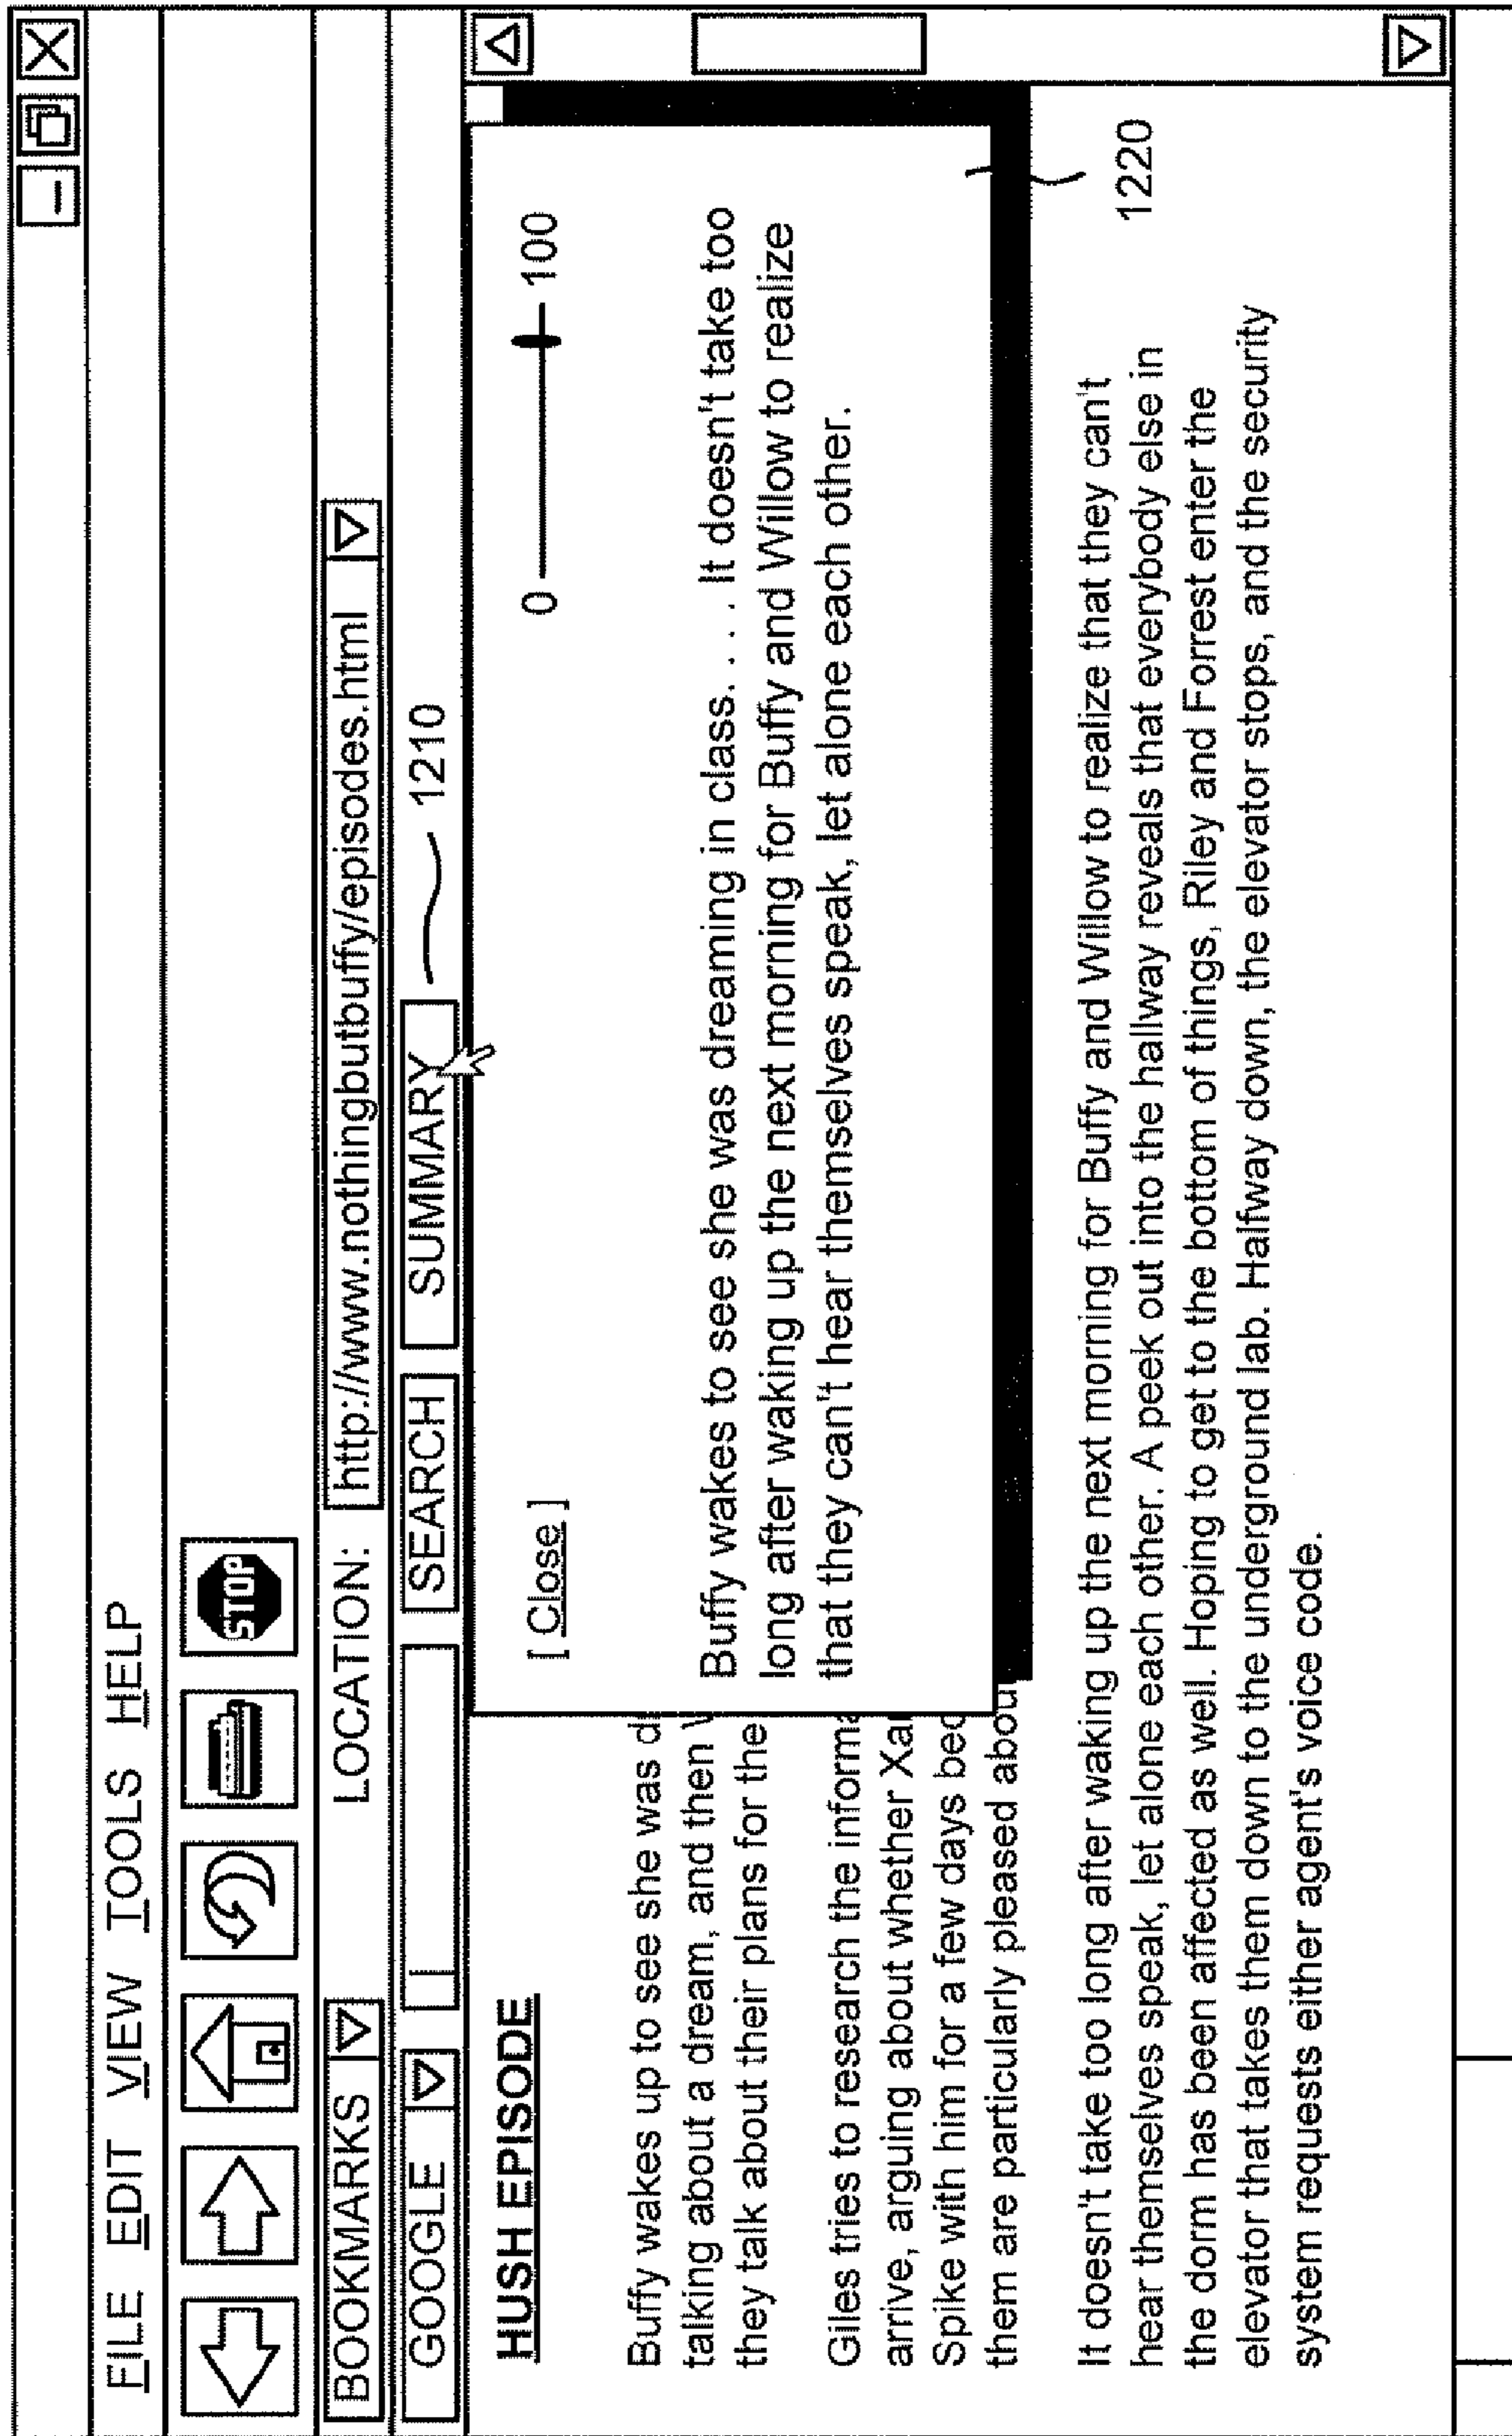 FILE EDIT VIEW TOOLS HELP
STOP
BOOKMARKS LOCATION: http://www.nothingbutbuffy/episodes.html
GOOGLE SEARCH SUMMARY 1210
HUSH EPISODE
[ Close ] 0 100
Buffy wakes up to see she was
talking about a dream, and then
they talk about their plans for the
Buffy wakes to see she was dreaming in class. . . . It doesn't take too
long after waking up the next morning for Buffy and Willow to realize
that they can't hear themselves speak, let alone each other.
Giles tries to research the informa
arrive, arguing about whether Xa
Spike with him for a few days bec
them are particularly pleased abou
1220
It doesn't take too long after waking up the next morning for Buffy and Willow to realize that they can't
hear themselves speak, let alone each other. A peek out into the hallway reveals that everybody else in
the dorm has been affected as well. Hoping to get to the bottom of things, Riley and Forrest enter the
elevator that takes them down to the underground lab. Halfway down, the elevator stops, and the security
system requests either agent's voice code.